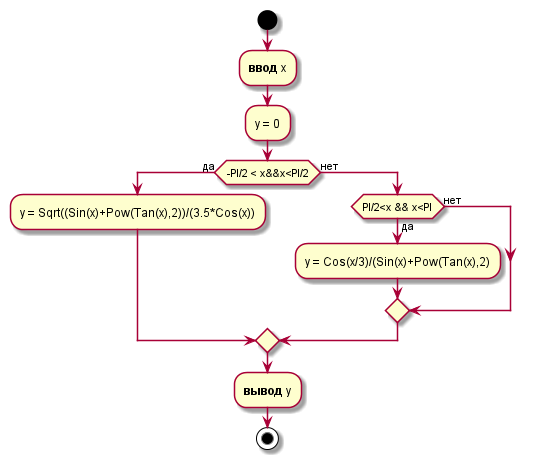 ввод x
y = 0
да
-PI/2 < x&&x<PI/2
нет
y = Sqrt((Sin(x)+Pow(Tan(x),2))/(3.5*Cos(x))
PI/2<x && x<PI
нет
да
y = Cos(x/3)/(Sin(x)+Pow(Tan(x),2)
вывод y